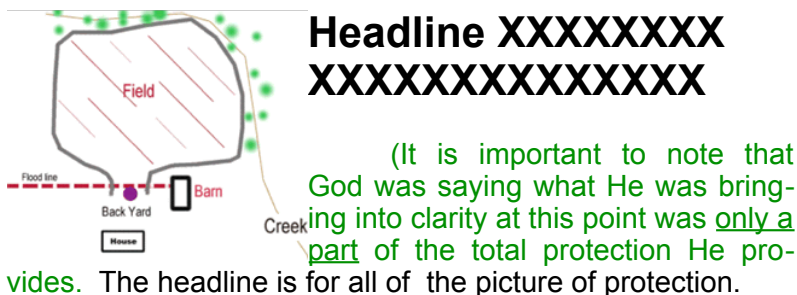 Headline XXXXXXXX
XXXXXXXXXXXXXX
Field
Flood line
Barn
Back Yard
House
Creek
(It is important to note that
God was saying what He was bring-
ing into clarity at this point was only a
part of the total protection He pro-
vides. The headline is for all of the picture of protection.